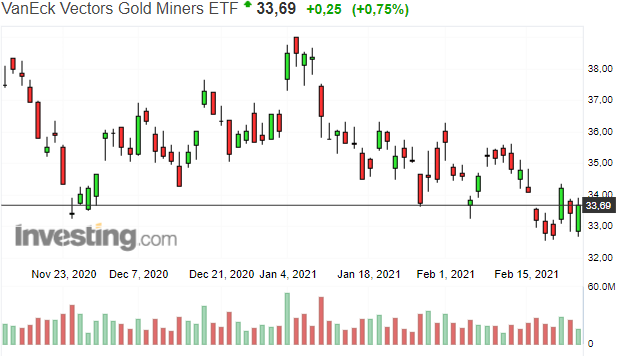 VanEck Vectors Gold Miners ETF 33,69 +0,25 (+0,75%)
38,00
37,00
36,00
35,00
34,00
33,69
33,00
32,00
Investing.com
Nov 23, 2020 Dec 7, 2020 Dec 21, 2020 Jan 4, 2021 Jan 18, 2021 Feb 1, 2021 Feb 15, 2021
60.0M
0